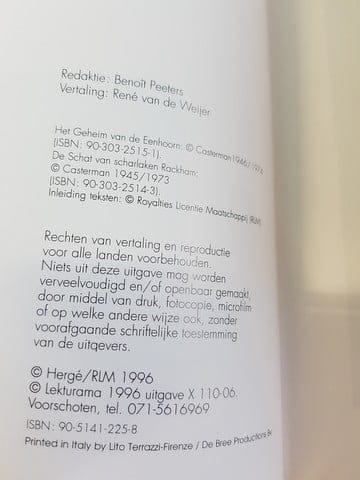 Redaktie: Benoît Peeters
Vertaling: René van de Weijer
Het Geheim van de Eenhoorn: © Casterman 1946/1974
(ISBN: 90-303-2515-1).
De Schat van scharlaken Rackham:
© Casterman 1945/1973
(ISBN: 90-303-2514-3).
Inleiding teksten: © Royalties Licentie Maatschappij (RLM)
Rechten van vertaling en reproductie
voor alle landen voorbehouden.
Niets uit deze uitgave mag worden
verveelvoudigd en/of openbaar gemaakt,
door middel van druk, fotocopie, microfilm
of op welke andere wijze ook, zonder
voorafgaande schriftelijke toestemming
van de uitgevers.
© Hergé/RLM 1996
© Lekturama 1996 uitgave X 110-06.
Voorschoten, tel. 071-5616969
ISBN: 90-5141-225-8
Printed in Italy by Lito Terrazzi-Firenze / De Bree Productions